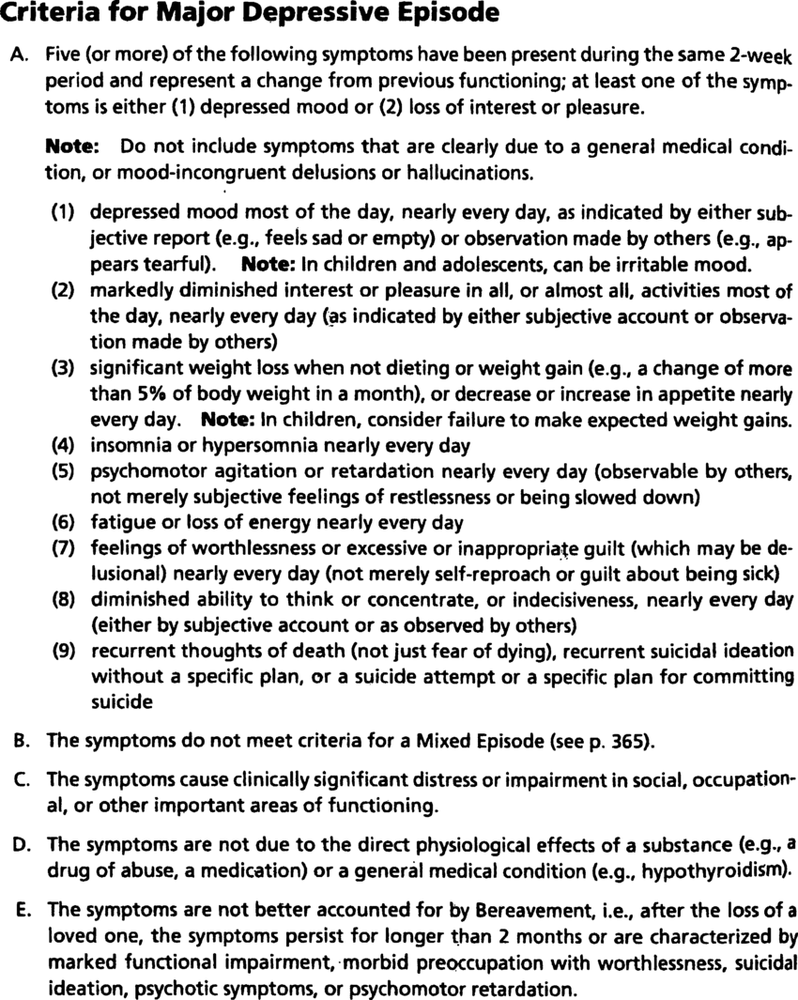 Criteria for Major Depressive Episode
A. Five (or more) of the following symptoms have been present during the same 2-week
period and represent a change from previous functioning; at least one of the symp-
toms is either (1) depressed mood or (2) loss of interest or pleasure.
Note: Do not include symptoms that are clearly due to a general medical condi-
tion, or mood-incongruent delusions or hallucinations.
(1) depressed mood most of the day, nearly every day, as indicated by either sub-
jective report (e.g., feels sad or empty) or observation made by others (e.g., ap-
pears tearful). Note: In children and adolescents, can be irritable mood.
(2) markedly diminished interest or pleasure in all, or almost all, activities most of
the day, nearly every day (as indicated by either subjective account or observa-
tion made by others)
(3) significant weight loss when not dieting or weight gain (e.g., a change of more
than 5% of body weight in a month), or decrease or increase in appetite nearly
every day. Note: In children, consider failure to make expected weight gains.
(4) insomnia or hypersomnia nearly every day
(5) psychomotor agitation or retardation nearly every day (observable by others,
not merely subjective feelings of restlessness or being slowed down)
(6) fatigue or loss of energy nearly every day
(7) feelings of worthlessness or excessive or inappropriate guilt (which may be de-
lusional) nearly every day (not merely self-reproach or guilt about being sick)
(8) diminished ability to think or concentrate, or indecisiveness, nearly every day
(either by subjective account or as observed by others)
(9) recurrent thoughts of death (not just fear of dying), recurrent suicidal ideation
without a specific plan, or a suicide attempt or a specific plan for committing
suicide
B. The symptoms do not meet criteria for a Mixed Episode (see p. 365).
C. The symptoms cause clinically significant distress or impairment in social, occupation-
al, or other important areas of functioning.
D. The symptoms are not due to the direct physiological effects of a substance (e.g., a
drug of abuse, a medication) or a general medical condition (e.g., hypothyroidism).
E. The symptoms are not better accounted for by Bereavement, i.e., after the loss of a
loved one, the symptoms persist for longer than 2 months or are characterized by
marked functional impairment, morbid preoccupation with worthlessness, suicidal
ideation, psychotic symptoms, or psychomotor retardation.